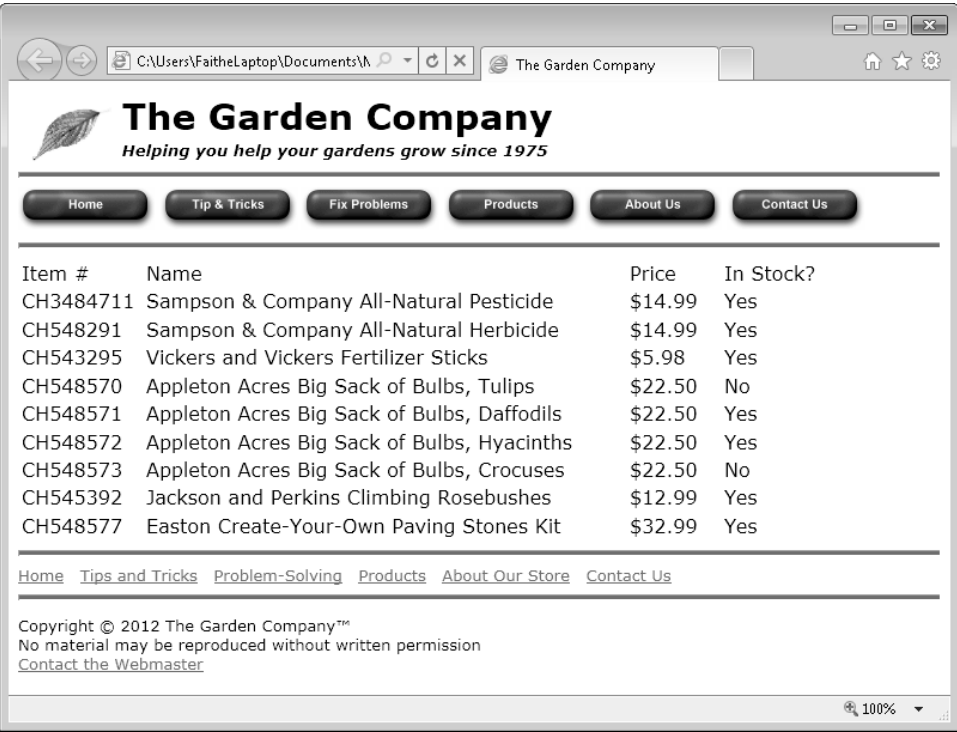 C:\Users\FaitheLaptop\Documents\
The Garden Company
The Garden Company
Helping you help your gardens grow since 1975
Home Tip & Tricks Fix Problems Products About Us Contact Us
Item # Name Price In Stock?
CH3484711 Sampson & Company All-Natural Pesticide $14.99 Yes
CH548291 Sampson & Company All-Natural Herbicide $14.99 Yes
CH543295 Vickers and Vickers Fertilizer Sticks $5.98 Yes
CH548570 Appleton Acres Big Sack of Bulbs, Tulips $22.50 No
CH548571 Appleton Acres Big Sack of Bulbs, Daffodils $22.50 Yes
CH548572 Appleton Acres Big Sack of Bulbs, Hyacinths $22.50 Yes
CH548573 Appleton Acres Big Sack of Bulbs, Crocuses $22.50 No
CH545392 Jackson and Perkins Climbing Rosebushes $12.99 Yes
CH548577 Easton Create-Your-Own Paving Stones Kit $32.99 Yes
Home Tips and Tricks Problem-Solving Products About Our Store Contact Us
Copyright © 2012 The Garden Company™
No material may be reproduced without written permission
Contact the Webmaster
100%